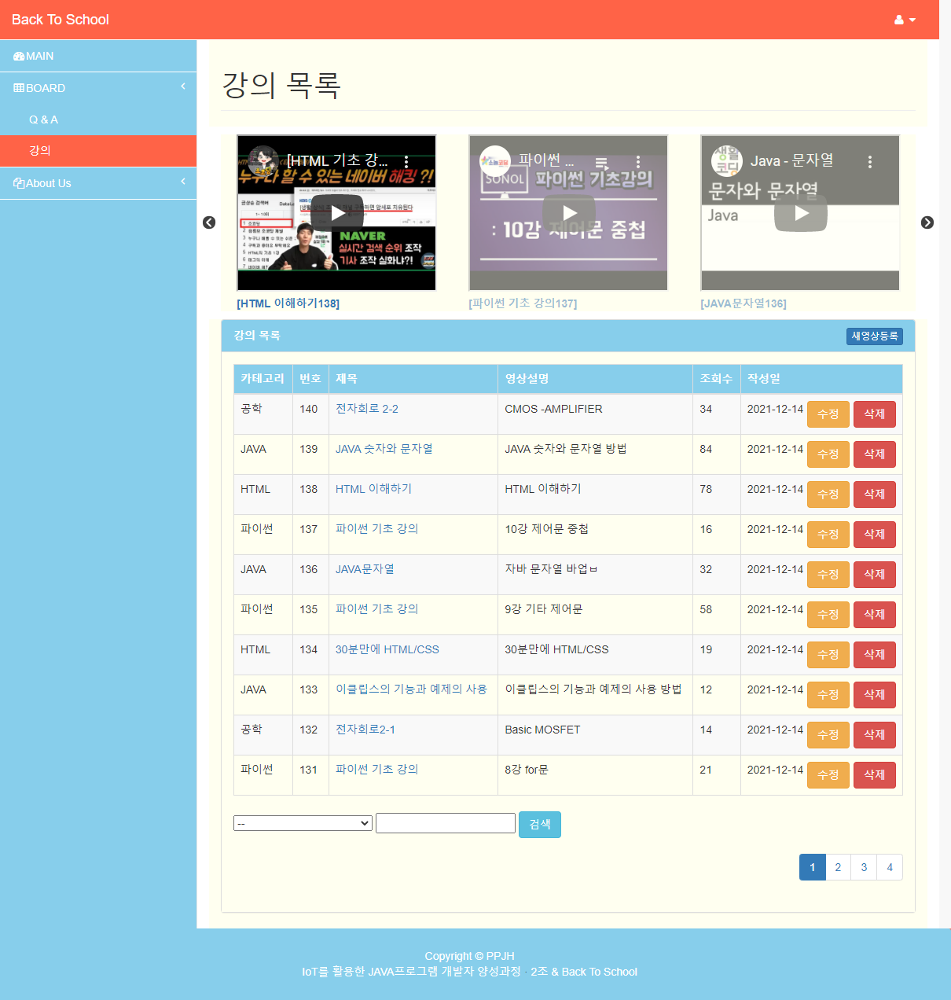 Back To School
MAIN
BOARD
Q & A
강의
About Us
강의 목록
[HTML 기초 강...
누구나 할 수 있는 네이버 해킹 ?!
NAVER
실시간 검색 순위 조작
기사 조작 실화냐?!
[HTML 이해하기138]
파이썬 ...
SONOL
파이썬 기초강의
: 10강 제어문 중첩
[파이썬 기초 강의137]
생활
코딩
Java - 문자열
문자와 문자열
Java
[JAVA문자열136]
강의 목록
새영상등록
카테고리 번호 제목 영상설명 조회수 작성일
공학 140 전자회로 2-2 CMOS -AMPLIFIER 34 2021-12-14 수정 삭제
JAVA 139 JAVA 숫자와 문자열 JAVA 숫자와 문자열 방법 84 2021-12-14 수정 삭제
HTML 138 HTML 이해하기 HTML 이해하기 78 2021-12-14 수정 삭제
파이썬 137 파이썬 기초 강의 10강 제어문 중첩 16 2021-12-14 수정 삭제
JAVA 136 JAVA문자열 자바 문자열 바업ㅂ 32 2021-12-14 수정 삭제
파이썬 135 파이썬 기초 강의 9강 기타 제어문 58 2021-12-14 수정 삭제
HTML 134 30분만에 HTML/CSS 30분만에 HTML/CSS 19 2021-12-14 수정 삭제
JAVA 133 이클립스의 기능과 예제의 사용 이클립스의 기능과 예제의 사용 방법 12 2021-12-14 수정 삭제
공학 132 전자회로2-1 Basic MOSFET 14 2021-12-14 수정 삭제
파이썬 131 파이썬 기초 강의 8강 for문 21 2021-12-14 수정 삭제
--
검색
1 2 3 4
Copyright © PPJH
IoT를 활용한 JAVA프로그램 개발자 양성과정 · 2조 & Back To School